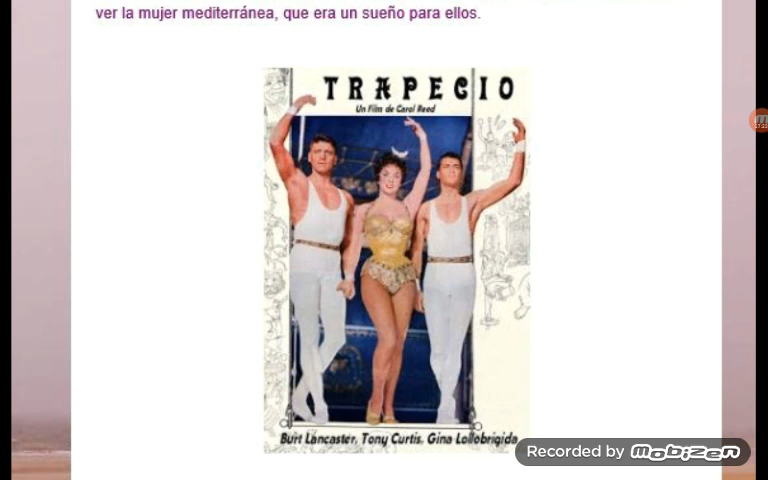 ver la mujer mediterránea, que era un sueño para ellos.
TRAPECIO
Un Film de Carol Reed
Burt Lancaster, Tony Curtis, Gina Lollobrigida
Recorded by mobizen